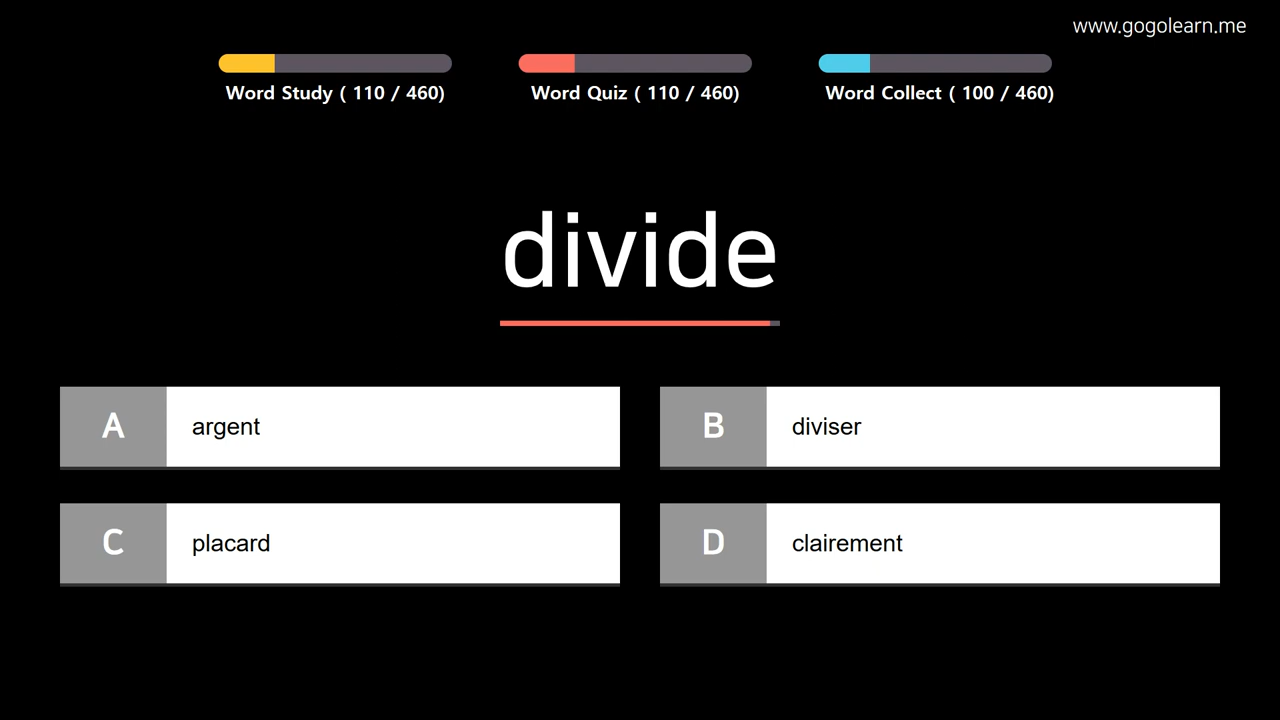 www.gogolearn.me
Word Study ( 110 / 460)
Word Quiz ( 110 / 460)
Word Collect ( 100 / 460)
divide
A argent
B diviser
C placard
D clairement